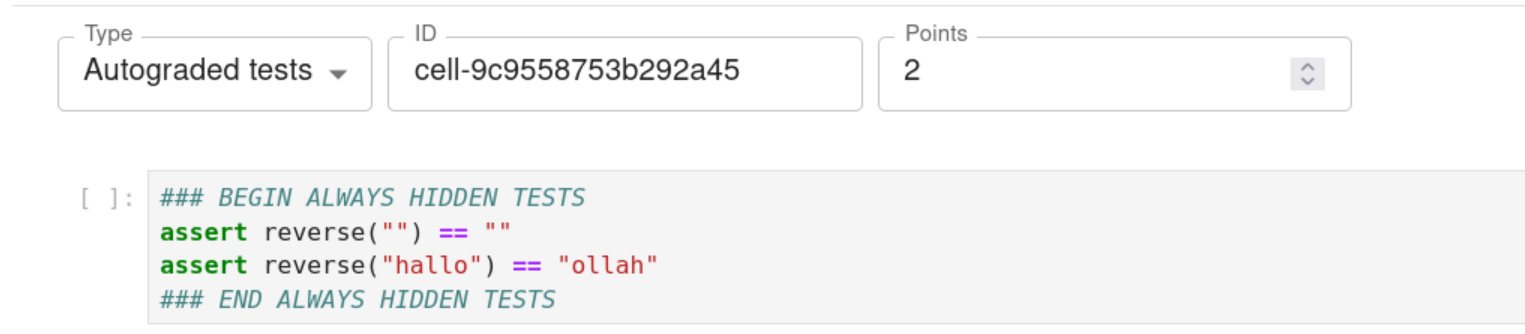 Type ID Points
Autograded tests cell-9c9558753b292a45 2
[ ]: ### BEGIN ALWAYS HIDDEN TESTS
assert reverse("") == ""
assert reverse("hallo") == "ollah"
### END ALWAYS HIDDEN TESTS